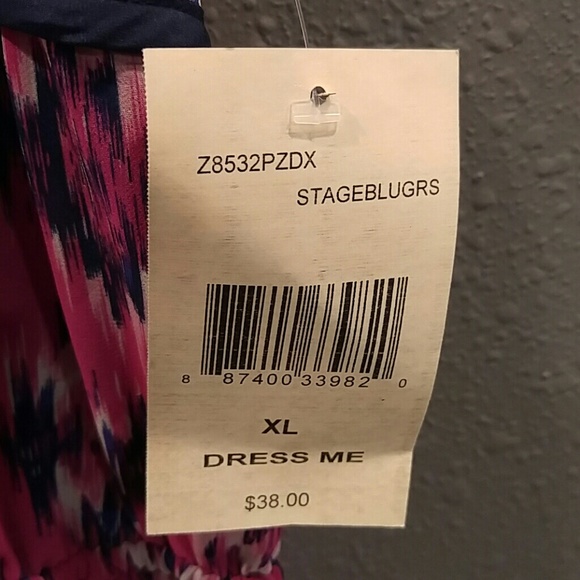 Z8532PZDX
STAGEBLUGRS
8 87400 33982 0
XL
DRESS ME
$38.00